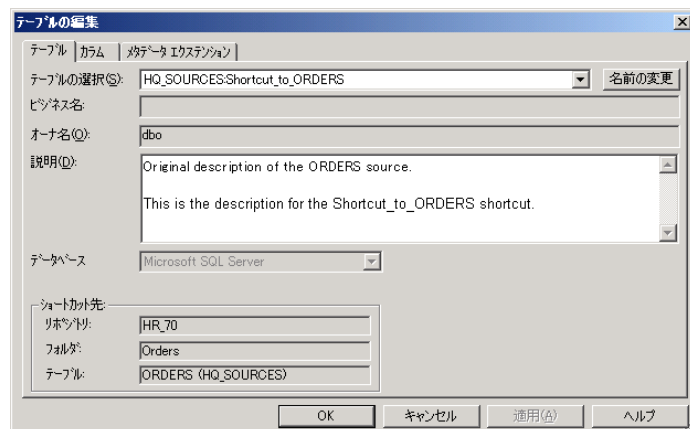 テーブルの編集
テーブル カラム メタデータ エクステンション
テーブルの選択(S): HQ_SOURCES:Shortcut_to_ORDERS 名前の変更
ビジネス名:
オーナ名(O): dbo
説明(D): Original description of the ORDERS source.
This is the description for the Shortcut_to_ORDERS shortcut.
データベース Microsoft SQL Server
ショートカット先:
リポジトリ: HR_70
フォルダ: Orders
テーブル: ORDERS (HQ_SOURCES)
OK キャンセル 適用(A) ヘルプ